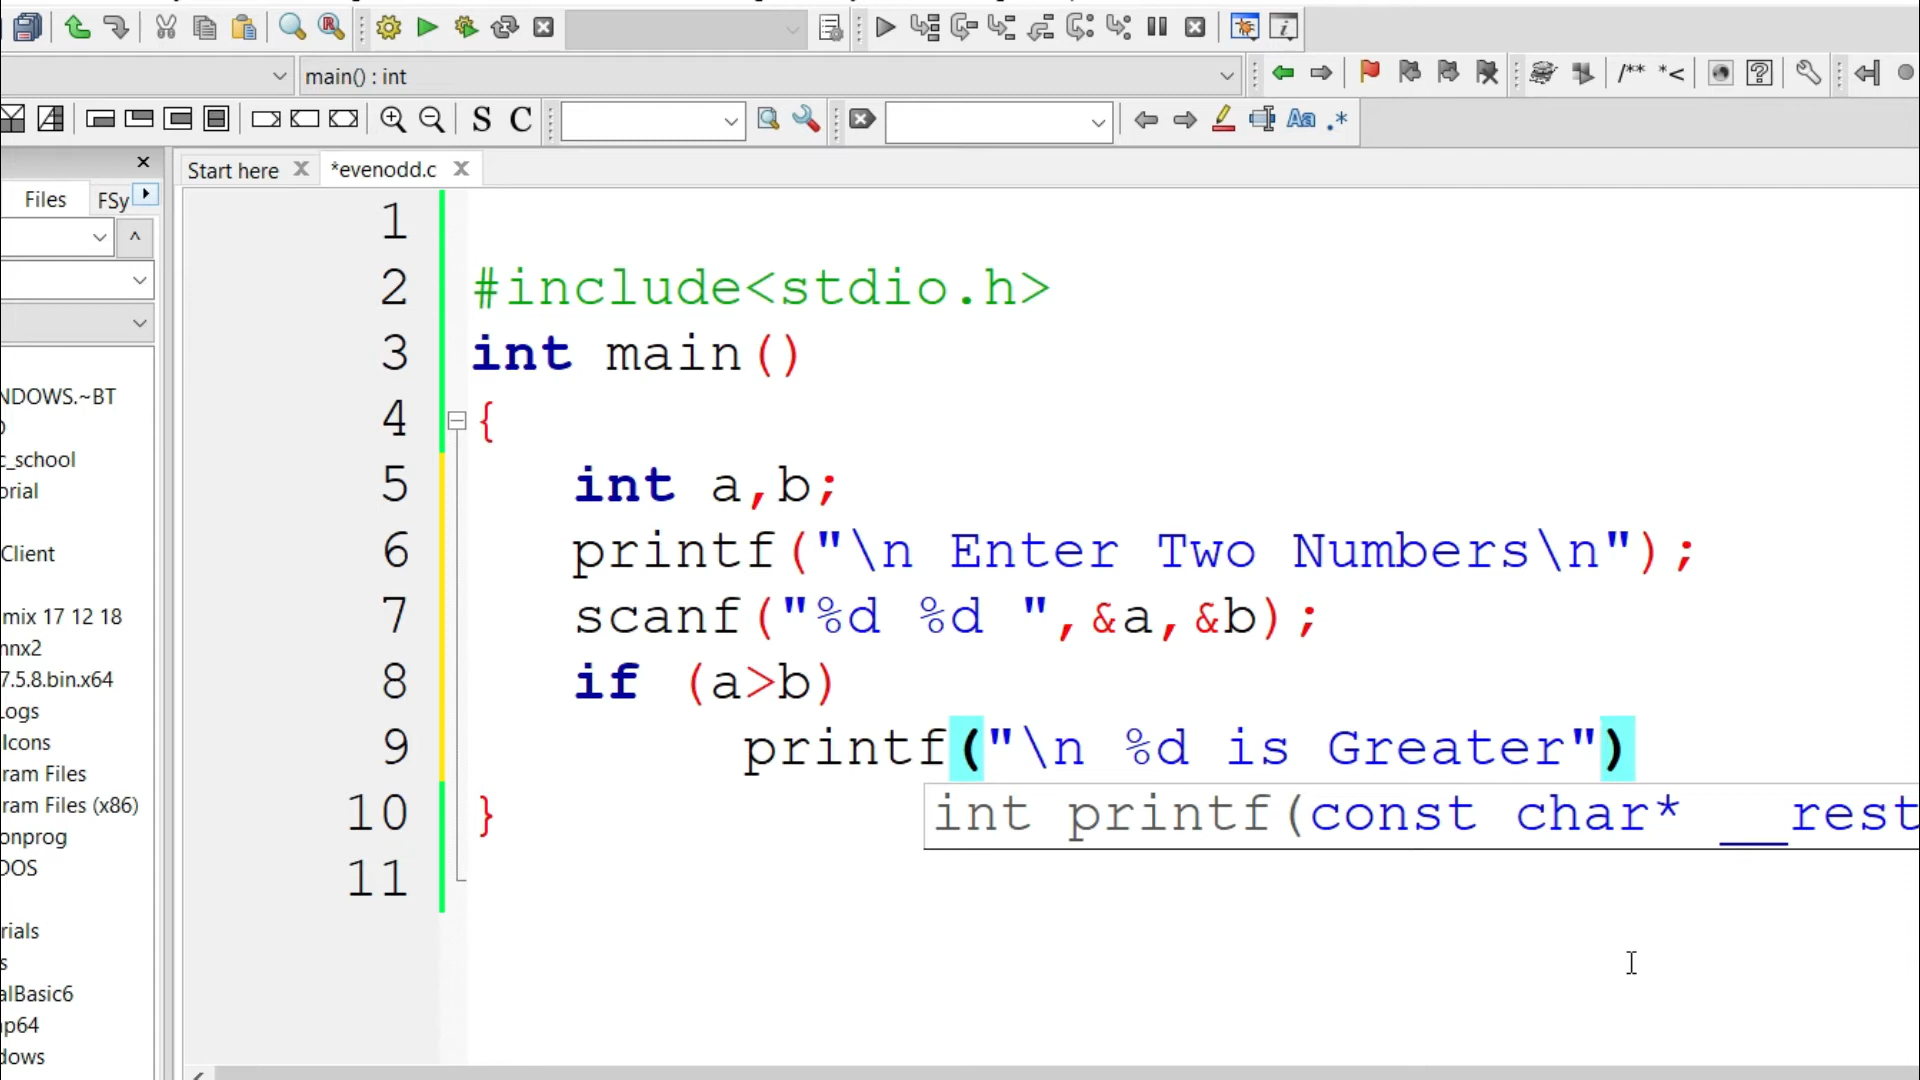 main() : int
S C
Aa .*
/** *<
Start here *evenodd.c
Files FSy
1
2 #include<stdio.h>
3 int main()
4 {
5 int a,b;
6 printf("\n Enter Two Numbers\n");
7 scanf("%d %d ",&a,&b);
8 if (a>b)
9 printf("\n %d is Greater")
int printf(const char* __rest
10 }
11
NDOWS.~BT
c_school
orial
Client
mix 17 12 18
nnx2
7.5.8.bin.x64
Logs
Icons
ram Files
ram Files (x86)
onprog
DOS
rials
s
alBasic6
np64
dows